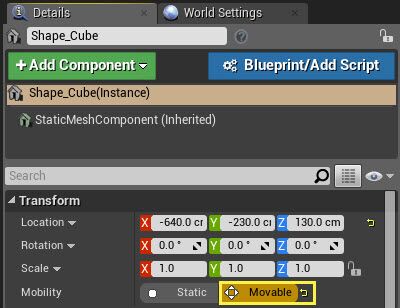 Details
World Settings
Shape_Cube
Add Component
Blueprint/Add Script
Shape_Cube(Instance)
StaticMeshComponent (Inherited)
Search
Transform
Location X -640.0 cm Y -230.0 cm Z 130.0 cm
Rotation X 0.0 ° Y 0.0 ° Z 0.0 °
Scale X 1.0 Y 1.0 Z 1.0
Mobility Static Movable